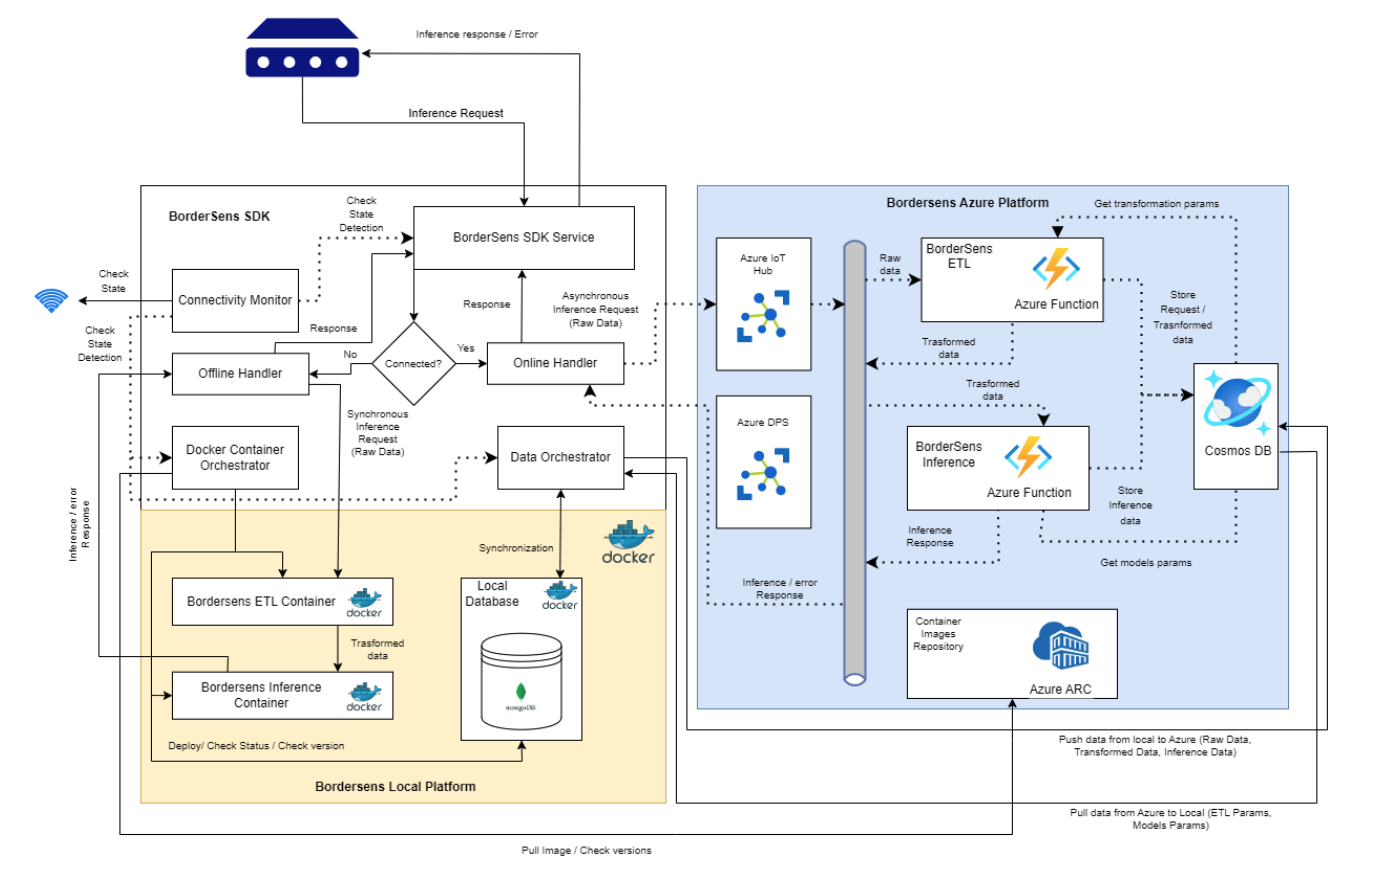 Inference response / Error
Inference Request
BorderSens SDK
Check
State
Detection
BorderSens SDK Service
Check
State
Connectivity Monitor
Response
Asynchronous
Inference Request
(Raw Data)
Check
State
Detection
Response
No
Connected?
Yes
Online Handler
Offline Handler
Synchronous
Inference
Request
(Raw Data)
Docker Container
Orchestrator
Data Orchestrator
Inference / error
Response
Synchronization
docker
Bordersens ETL Container
docker
Local
Database
docker
Trasformed
data
Bordersens Inference
Container
docker
mongoDB.
Deploy/ Check Status / Check version
Bordersens Local Platform
Bordersens Azure Platform
Get transformation params
Azure IoT
Hub
Raw
data
BorderSens
ETL
Azure Function
Store
Request /
Trasnformed
data
Trasformed
data
Trasformed
data
Azure DPS
BorderSens
Inference
Azure Function
Cosmos DB
Store
Inference
data
Inference
Response
Get models params
Inference / error
Response
Container
Images
Repository
Azure ARC
Push data from local to Azure (Raw Data,
Transformed Data, Inference Data)
Pull data from Azure to Local (ETL Params,
Models Params)
Pull Image / Check versions